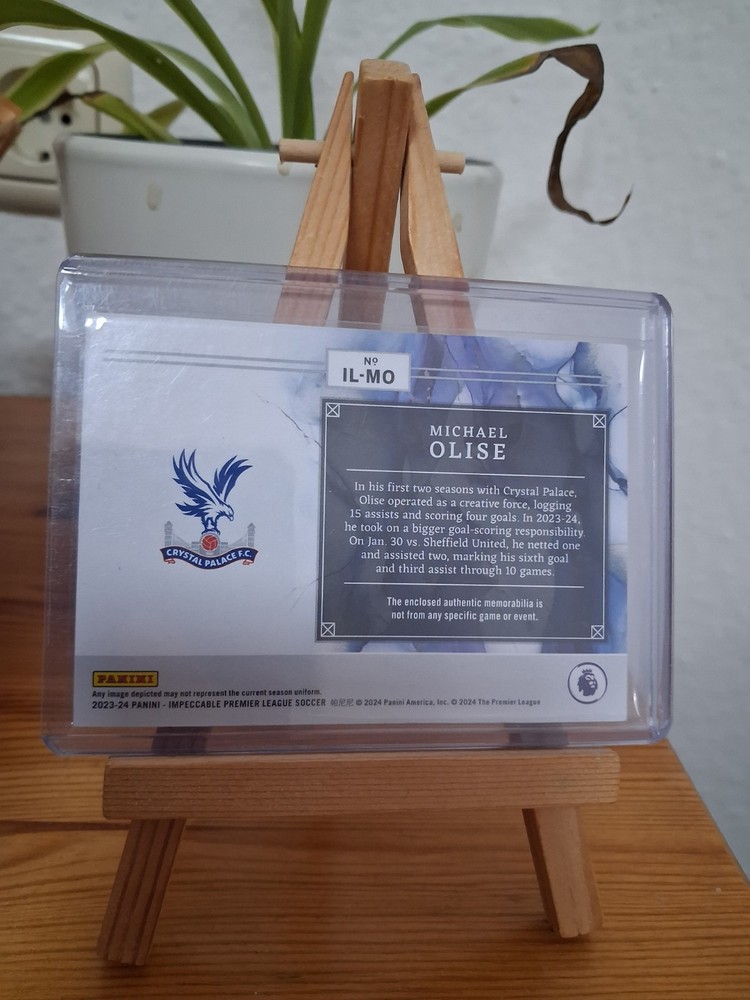 Nº
IL-MO
MICHAEL
OLISE
In his first two seasons with Crystal Palace,
Olise operated as a creative force, logging
15 assists and scoring four goals. In 2023-24,
he took on a bigger goal-scoring responsibility.
On Jan. 30 vs. Sheffield United, he netted one
and assisted two, marking his sixth goal
and third assist through 10 games.
The enclosed authentic memorabilia is
not from any specific game or event.
CRYSTAL PALACE F.C.
PANINI
Any image depicted may not represent the current season uniform.
2023-24 PANINI - IMPECCABLE PREMIER LEAGUE SOCCER 帕尼尼 © 2024 Panini America, Inc. © 2024 The Premier League